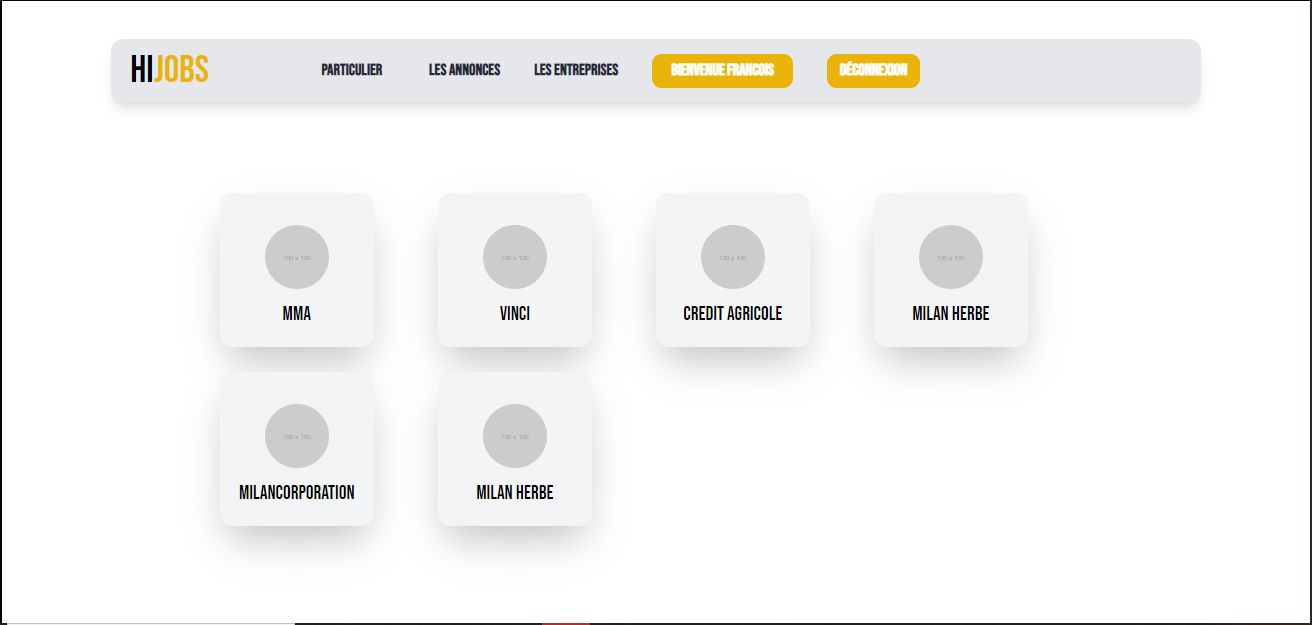 HIJOBS
PARTICULIER
LES ANNONCES
LES ENTREPRISES
BIENVENUE FRANCOIS
DÉCONNEXION
100 x 100
100 x 100
100 x 100
100 x 100
MMA
VINCI
CREDIT AGRICOLE
MILAN HERBE
100 x 100
100 x 100
MILANCORPORATION
MILAN HERBE